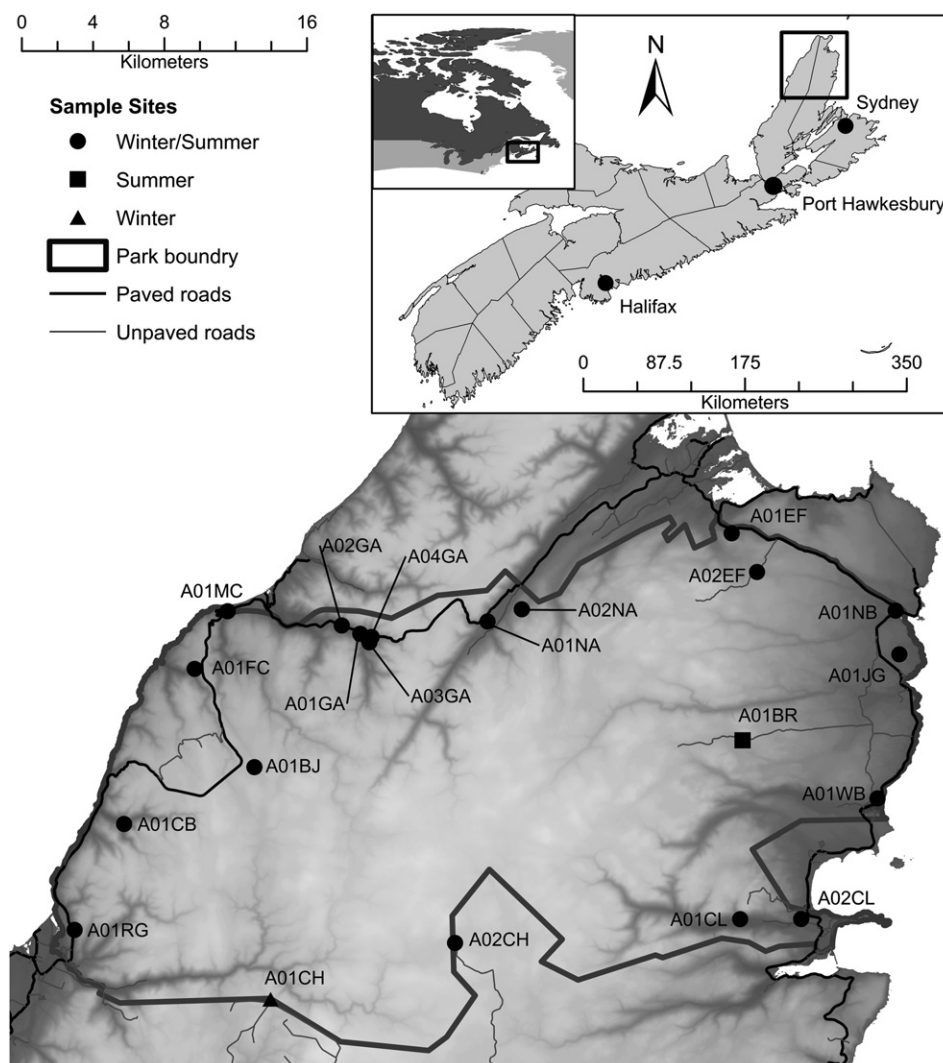 0 4 8 16
Kilometers
Sample Sites
Winter/Summer
Summer
Winter
Park boundry
Paved roads
Unpaved roads
N
Sydney
Port Hawkesbury
Halifax
0 87.5 175 350
Kilometers
A01EF
A02GA
A04GA
A02EF
A01MC
A02NA
A01NB
A01NA
A01FC
A01JG
A01GA
A03GA
A01BR
A01BJ
A01WB
A01CB
A02CL
A01CL
A01RG
A02CH
A01CH